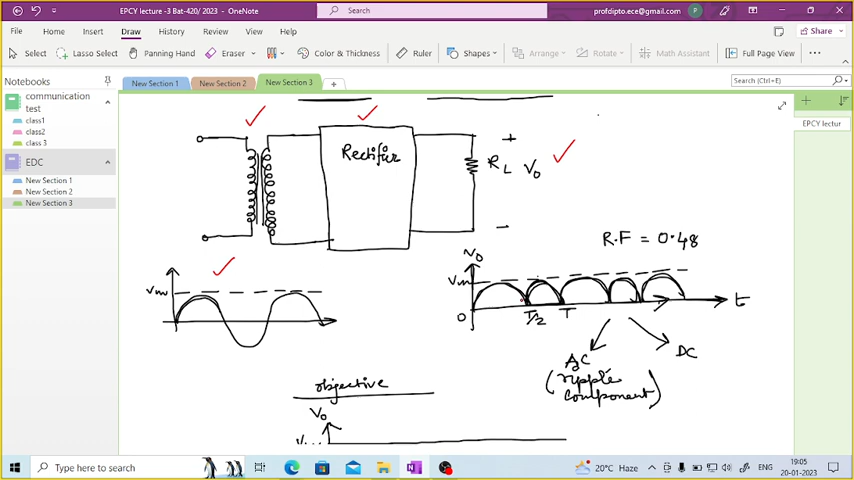 EPCY lecture -3 Bat-420/ 2023 - OneNote
Search
profdipto.ece@gmail.com
P
File Home Insert Draw History Review View Help
Share
Select Lasso Select Panning Hand Eraser Color & Thickness Ruler Shapes Arrange Rotate Math Assistant Full Page View
Notebooks
New Section 1 New Section 2 New Section 3 +
Search (Ctrl+E)
communication
test
class1
class2
class 3
EDC
New Section 1
New Section 2
New Section 3
EPCY lectur
Rectifier
+
RL Vo
-
R.F = 0.48
Vm
Vo
Vm
0
T/2
T
t
AC
(ripple
component)
DC
objective
Vo
Type here to search
20°C Haze
ENG
19:05
20-01-2023